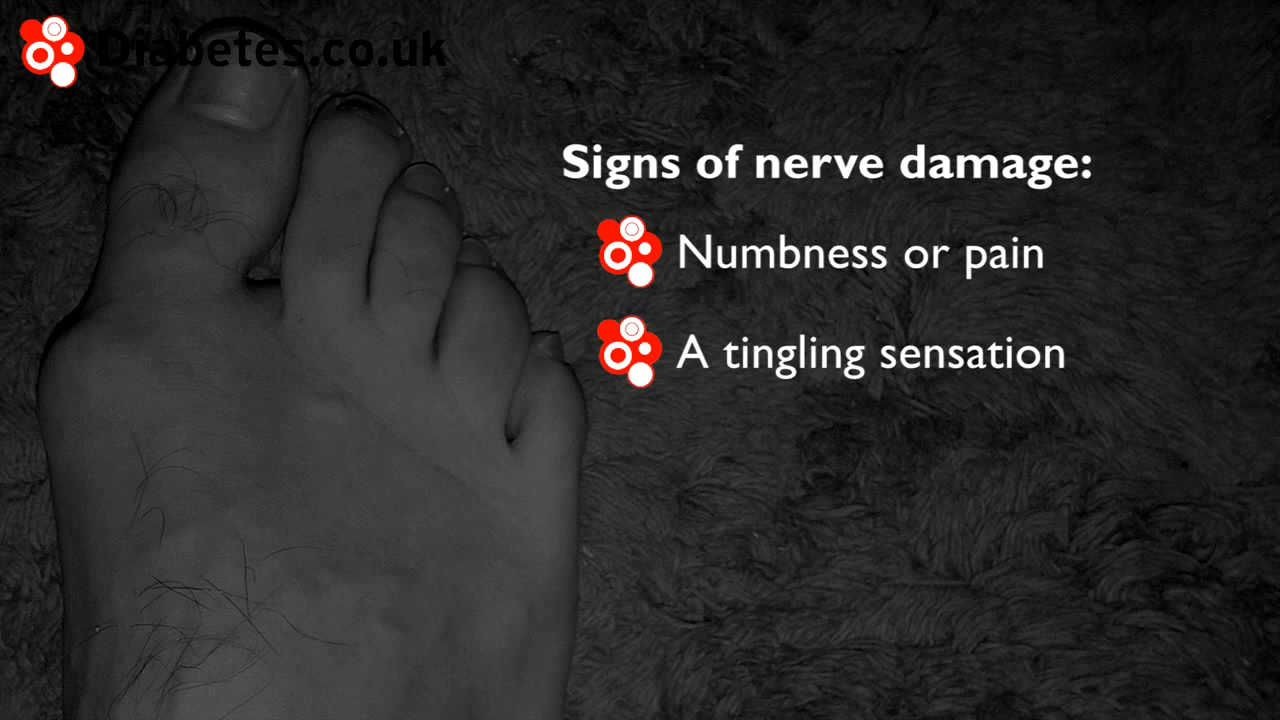 Diabetes.co.uk
Signs of nerve damage:
Numbness or pain
A tingling sensation